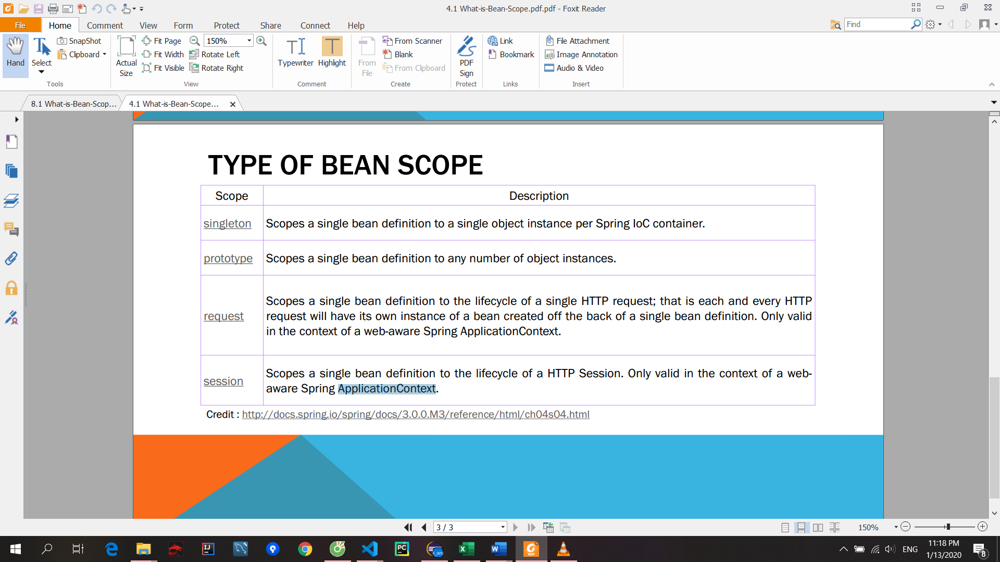 4.1 What-is-Bean-Scope.pdf.pdf - Foxit Reader
File Home Comment View Form Protect Share Connect Help Find
Hand
Select
SnapShot
Clipboard
Tools
Actual
Size
Fit Page
Fit Width
Fit Visible
150%
Rotate Left
Rotate Right
View
Typewriter
Highlight
Comment
From
File
From Scanner
Blank
From Clipboard
Create
PDF
Sign
Protect
Link
Bookmark
Links
File Attachment
Image Annotation
Audio & Video
Insert
8.1 What-is-Bean-Scop...
4.1 What-is-Bean-Scope...
TYPE OF BEAN SCOPE
Scope
Description
singleton
Scopes a single bean definition to a single object instance per Spring IoC container.
prototype
Scopes a single bean definition to any number of object instances.
request
Scopes a single bean definition to the lifecycle of a single HTTP request; that is each and every HTTP
request will have its own instance of a bean created off the back of a single bean definition. Only valid
in the context of a web-aware Spring ApplicationContext.
session
Scopes a single bean definition to the lifecycle of a HTTP Session. Only valid in the context of a web-
aware Spring ApplicationContext.
Credit : http://docs.spring.io/spring/docs/3.0.0.M3/reference/html/ch04s04.html
3 / 3
150%
ENG
11:18 PM
1/13/2020
8